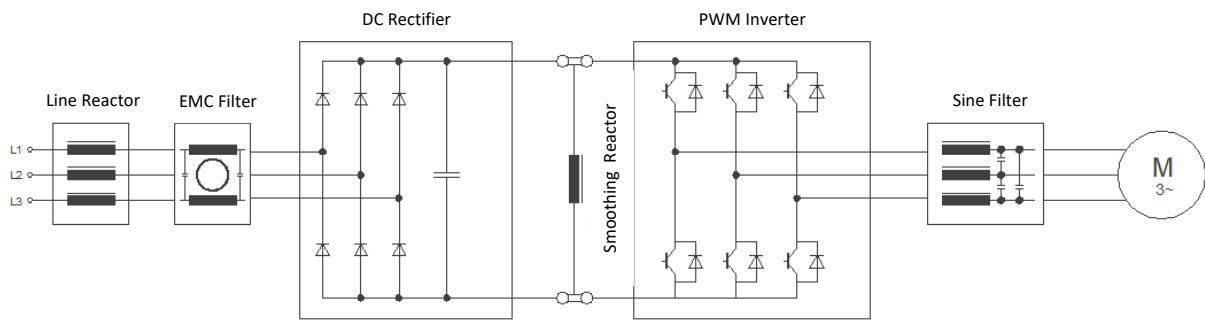 DC Rectifier
PWM Inverter
Line Reactor
EMC Filter
Sine Filter
L1
L2
L3
Smoothing Reactor
M
3~